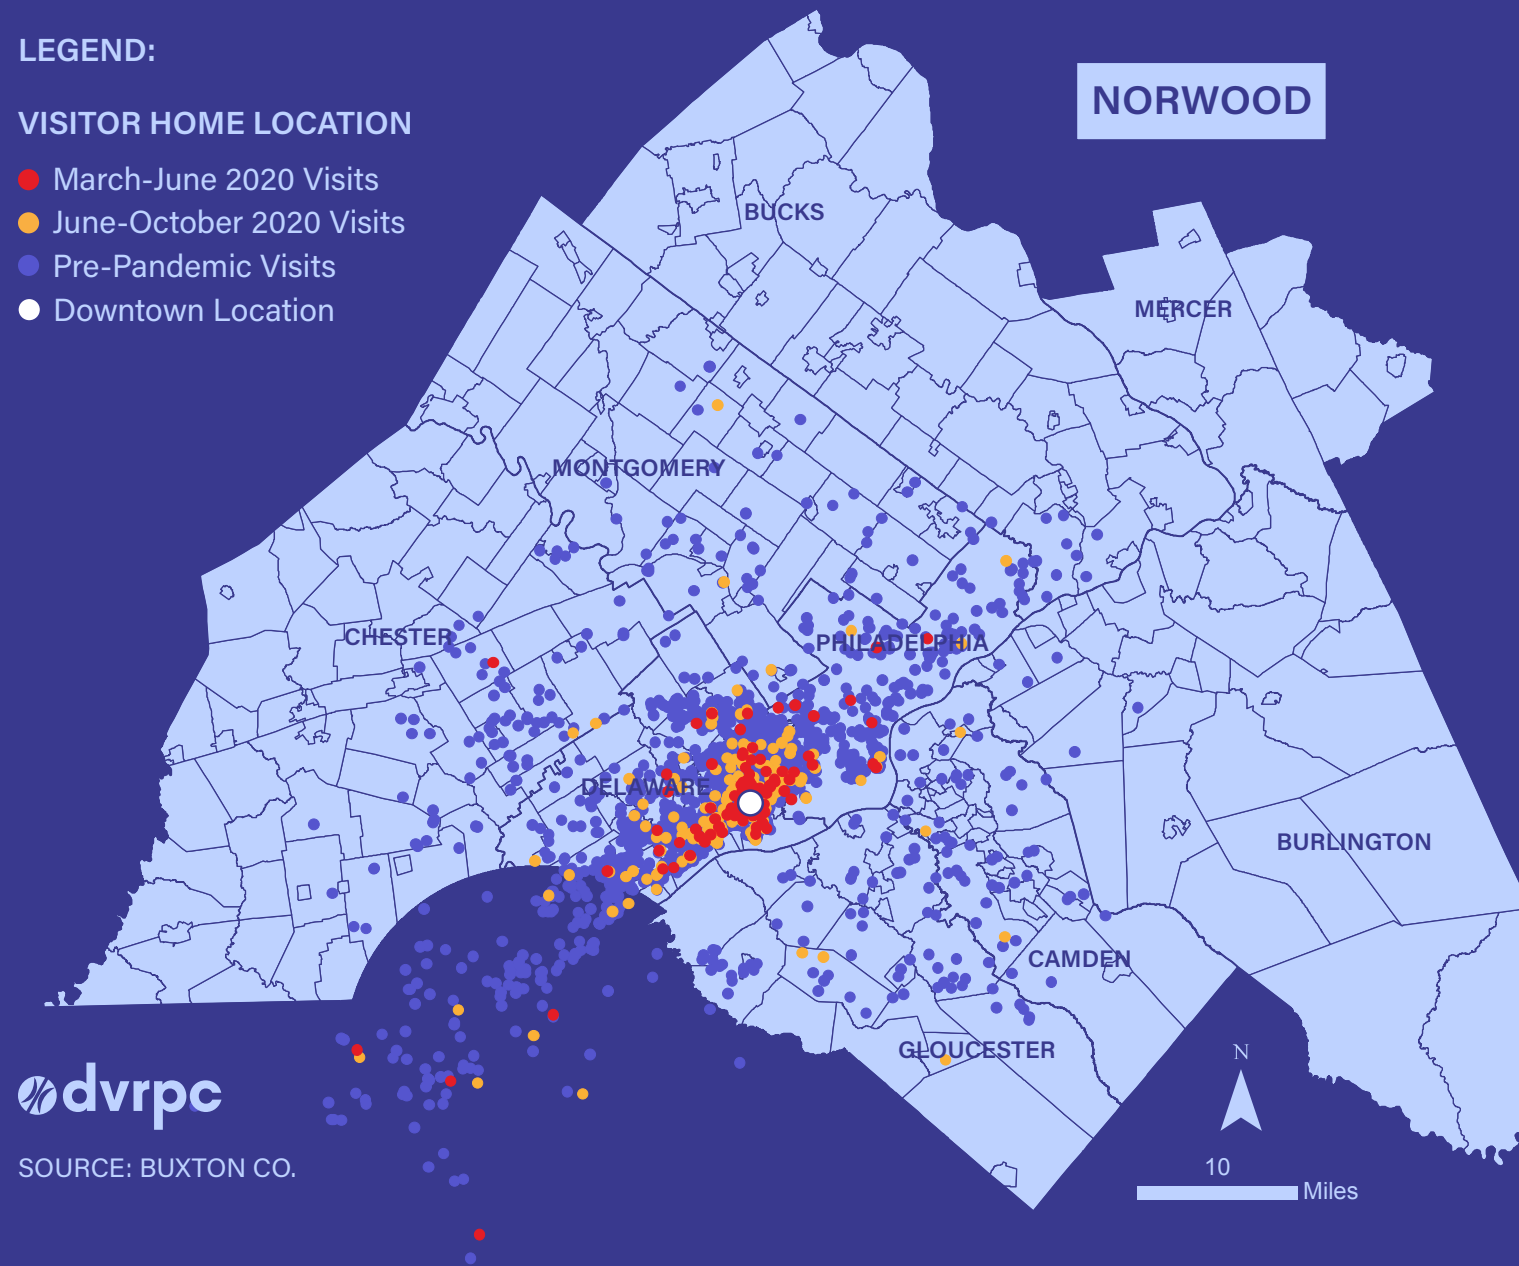 LEGEND:
NORWOOD
VISITOR HOME LOCATION
March-June 2020 Visits
June-October 2020 Visits
Pre-Pandemic Visits
Downtown Location
BUCKS
MERCER
MONTGOMERY
CHESTER
PHILADELPHIA
DELAWARE
BURLINGTON
CAMDEN
GLOUCESTER
N
dvrpc
10
SOURCE: BUXTON CO.
Miles